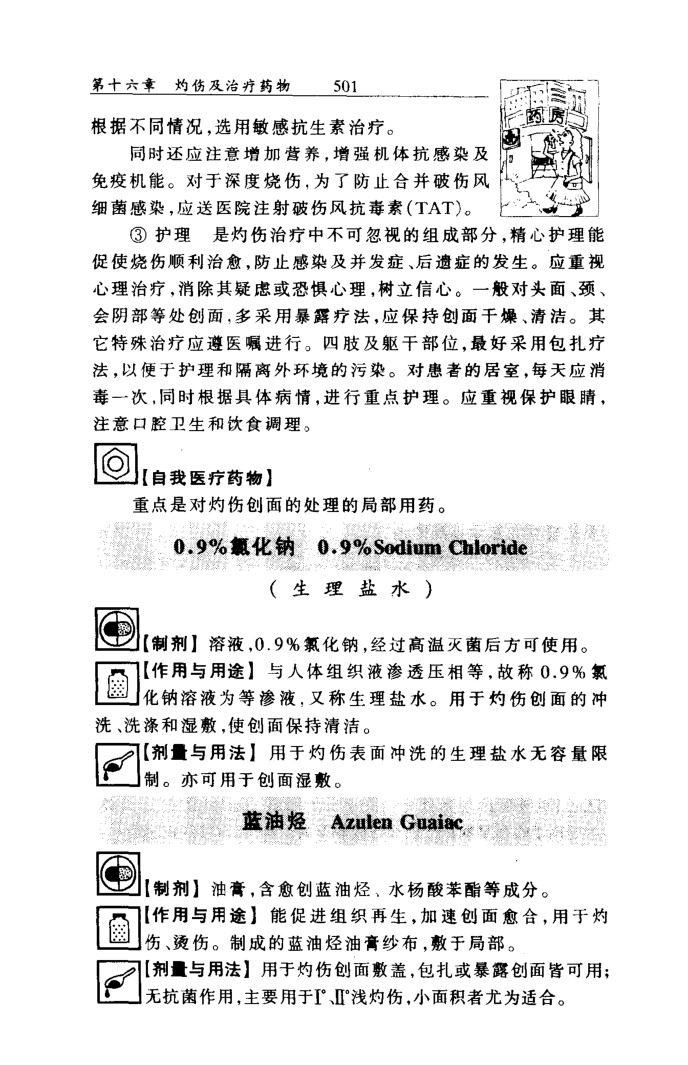 第十六章　灼伤及治疗药物　501
药房
根据不同情况,选用敏感抗生素治疗。
同时还应注意增加营养,增强机体抗感染及
免疫机能。对于深度烧伤,为了防止合并破伤风
细菌感染,应送医院注射破伤风抗毒素(TAT)。
③ 护理　是灼伤治疗中不可忽视的组成部分,精心护理能
促使烧伤顺利治愈,防止感染及并发症、后遗症的发生。应重视
心理治疗,消除其疑虑或恐惧心理,树立信心。一般对头面、颈、
会阴部等处创面,多采用暴露疗法,应保持创面干燥、清洁。其
它特殊治疗应遵医嘱进行。四肢及躯干部位,最好采用包扎疗
法,以便于护理和隔离外环境的污染。对患者的居室,每天应消
毒一次,同时根据具体病情,进行重点护理。应重视保护眼睛,
注意口腔卫生和饮食调理。
【自我医疗药物】
重点是对灼伤创面的处理的局部用药。
0.9%氯化钠　0.9%Sodium Chloride
(生理盐水)
【制剂】溶液,0.9%氯化钠,经过高温灭菌后方可使用。
【作用与用途】与人体组织液渗透压相等,故称 0.9%氯
化钠溶液为等渗液,又称生理盐水。用于灼伤创面的冲
洗、洗涤和湿敷,使创面保持清洁。
【剂量与用法】用于灼伤表面冲洗的生理盐水无容量限
制。亦可用于创面湿敷。
蓝油烃　Azulen Guaiac
【制剂】油膏,含愈创蓝油烃、水杨酸苯酯等成分。
【作用与用途】能促进组织再生,加速创面愈合,用于灼
伤、烫伤。制成的蓝油烃油膏纱布,敷于局部。
【剂量与用法】用于灼伤创面敷盖,包扎或暴露创面皆可用;
无抗菌作用,主要用于Ⅰ°、Ⅱ°浅灼伤,小面积者尤为适合。